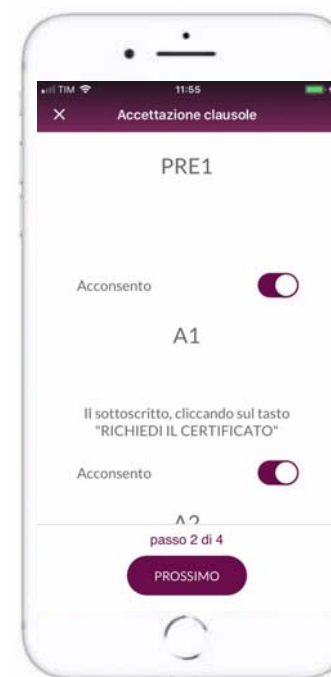 TIM 11:55
Accettazione clausole
PRE1
Acconsento
A1
Il sottoscritto, cliccando sul tasto
"RICHIEDI IL CERTIFICATO"
Acconsento
A2
passo 2 di 4
PROSSIMO